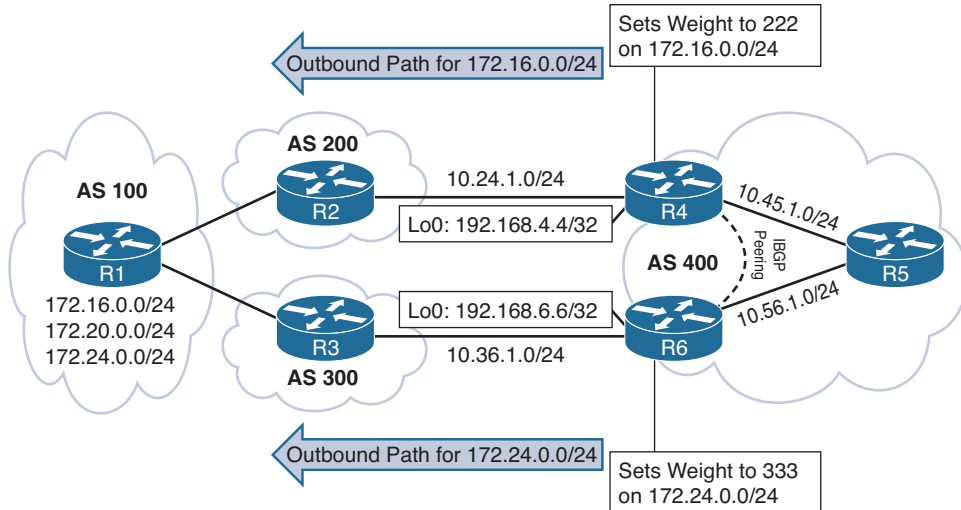 Sets Weight to 222
on 172.16.0.0/24
Outbound Path for 172.16.0.0/24
AS 200
AS 100
R2
10.24.1.0/24
R4
10.45.1.0/24
Lo0: 192.168.4.4/32
R1
AS 400
IBGP
Peering
R5
172.16.0.0/24
172.20.0.0/24
172.24.0.0/24
Lo0: 192.168.6.6/32
10.56.1.0/24
R3
10.36.1.0/24
R6
AS 300
Outbound Path for 172.24.0.0/24
Sets Weight to 333
on 172.24.0.0/24